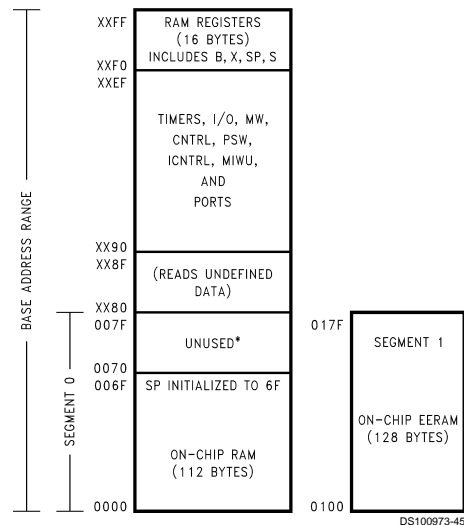 XXFF
RAM REGISTERS
(16 BYTES)
INCLUDES B, X, SP, S
XXF0
XXEF
TIMERS, I/O, MW,
CNTRL, PSW,
ICNTRL, MIWU,
AND
PORTS
XX90
XX8F
(READS UNDEFINED
DATA)
XX80
007F
UNUSED*
0070
006F
SP INITIALIZED TO 6F
ON-CHIP RAM
(112 BYTES)
0000
BASE ADDRESS RANGE
SEGMENT 0
017F
SEGMENT 1
ON-CHIP EERAM
(128 BYTES)
0100
DS100973-45